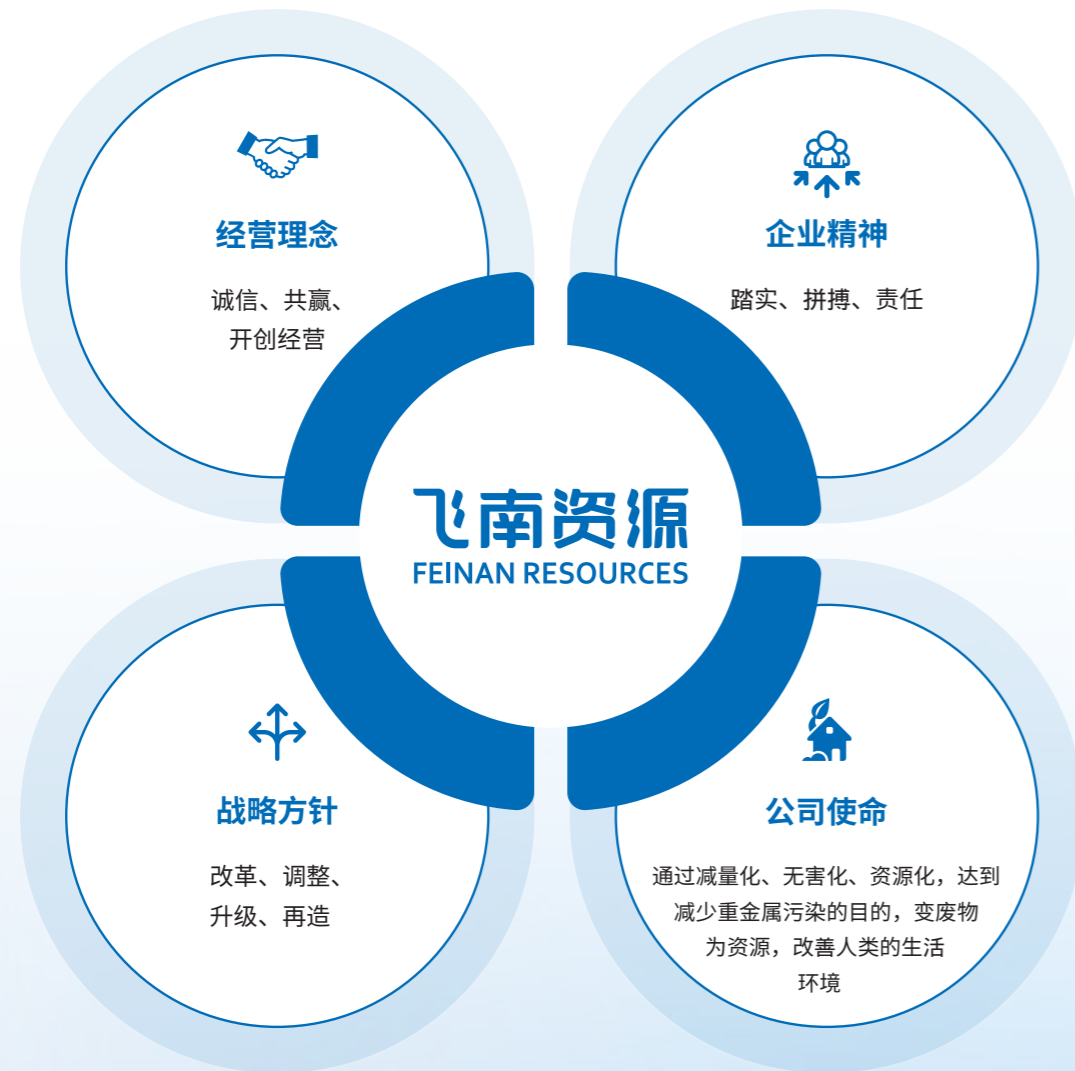 经营理念
诚信、共赢、
开创经营
企业精神
踏实、拼搏、责任
飞南资源
FEINAN RESOURCES
战略方针
改革、调整、
升级、再造
公司使命
通过减量化、无害化、资源化，达到
减少重金属污染的目的，变废物
为资源，改善人类的生活
环境